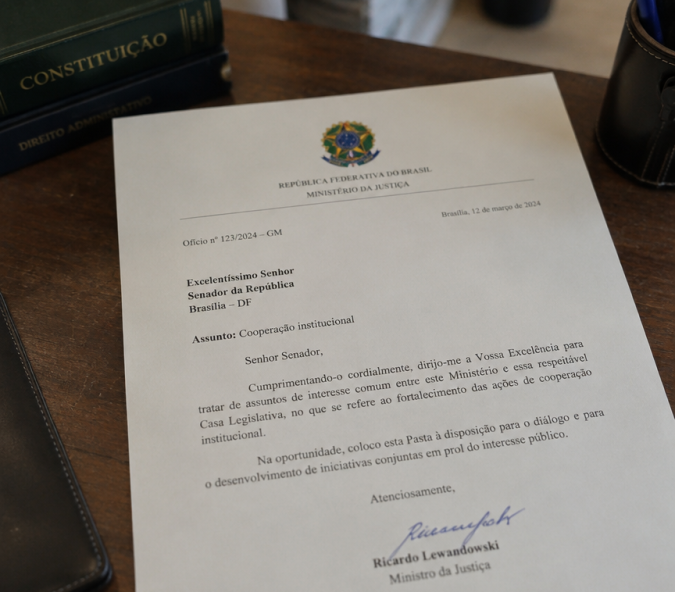 CONSTITUIÇÃO
DIREITO ADMINISTRATIVO
REPÚBLICA FEDERATIVA DO BRASIL
MINISTÉRIO DA JUSTIÇA
Brasília, 12 de março de 2024
Ofício nº 123/2024 – GM
Excelentíssimo Senhor
Senador da República
Brasília – DF
Assunto: Cooperação institucional
Senhor Senador,
Cumprimentando-o cordialmente, dirijo-me a Vossa Excelência para
tratar de assuntos de interesse comum entre este Ministério e essa respeitável
Casa Legislativa, no que se refere ao fortalecimento das ações de cooperação
institucional.
Na oportunidade, coloco esta Pasta à disposição para o diálogo e para
o desenvolvimento de iniciativas conjuntas em prol do interesse público.
Atenciosamente,
Ricardo Lewandowski
Ministro da Justiça